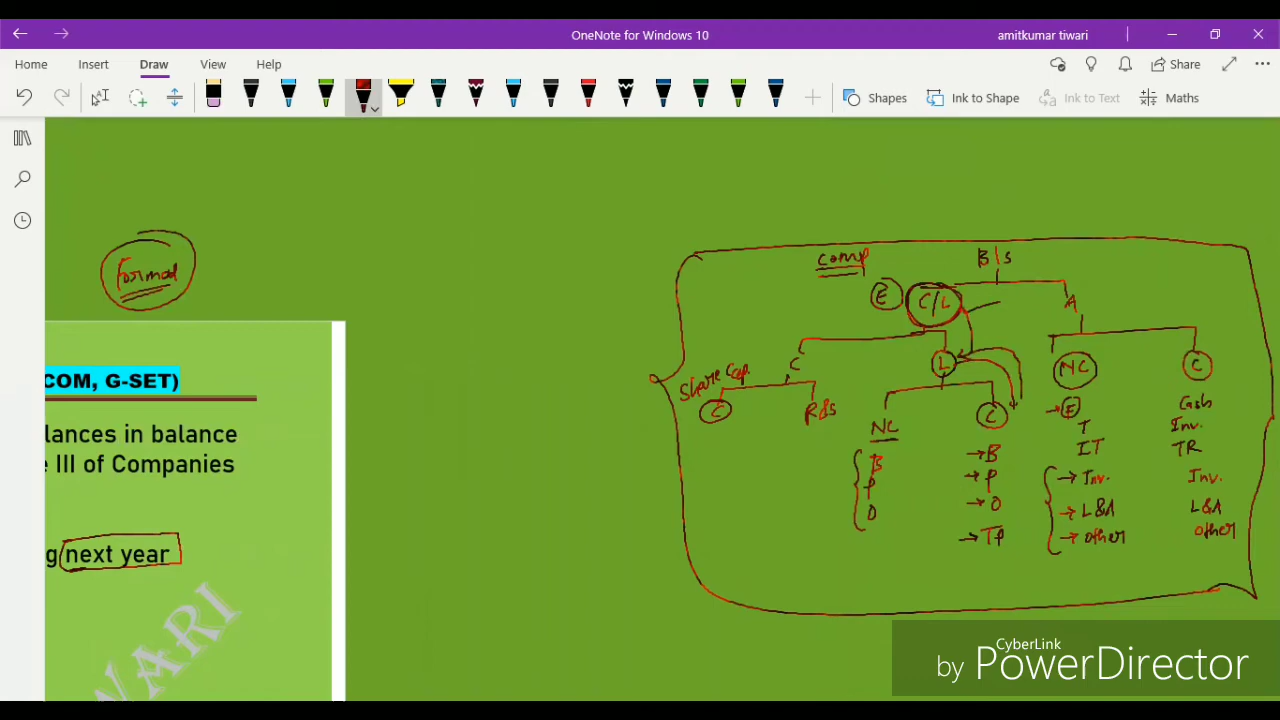 OneNote for Windows 10
amitkumar tiwari
Home Insert Draw View Help
Share
Shapes
Ink to Shape
Ink to Text
Maths
Formad
COM, G-SET)
lances in balance
e III of Companies
g next year
WARI
comp
B/S
E C/L A
C L NC C
Share Cap.
C R&S
NC C
B
P
O
→B
→P
→O
→TP
→F
T
IT
→Inv.
→L&A
→other
Cash
Inv.
TR
Inv.
L&A
other
CyberLink
by PowerDirector